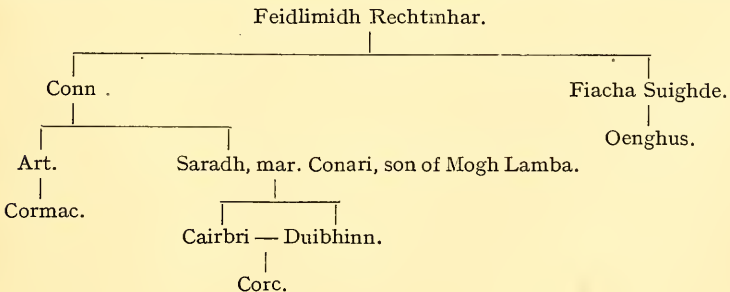 Feidlimidh Rechtmhar.
Conn . Fiacha Suighde.
Oenghus.
Art. Saradh, mar. Conari, son of Mogh Lamba.
Cormac.
Cairbri — Duibhinn.
Corc.